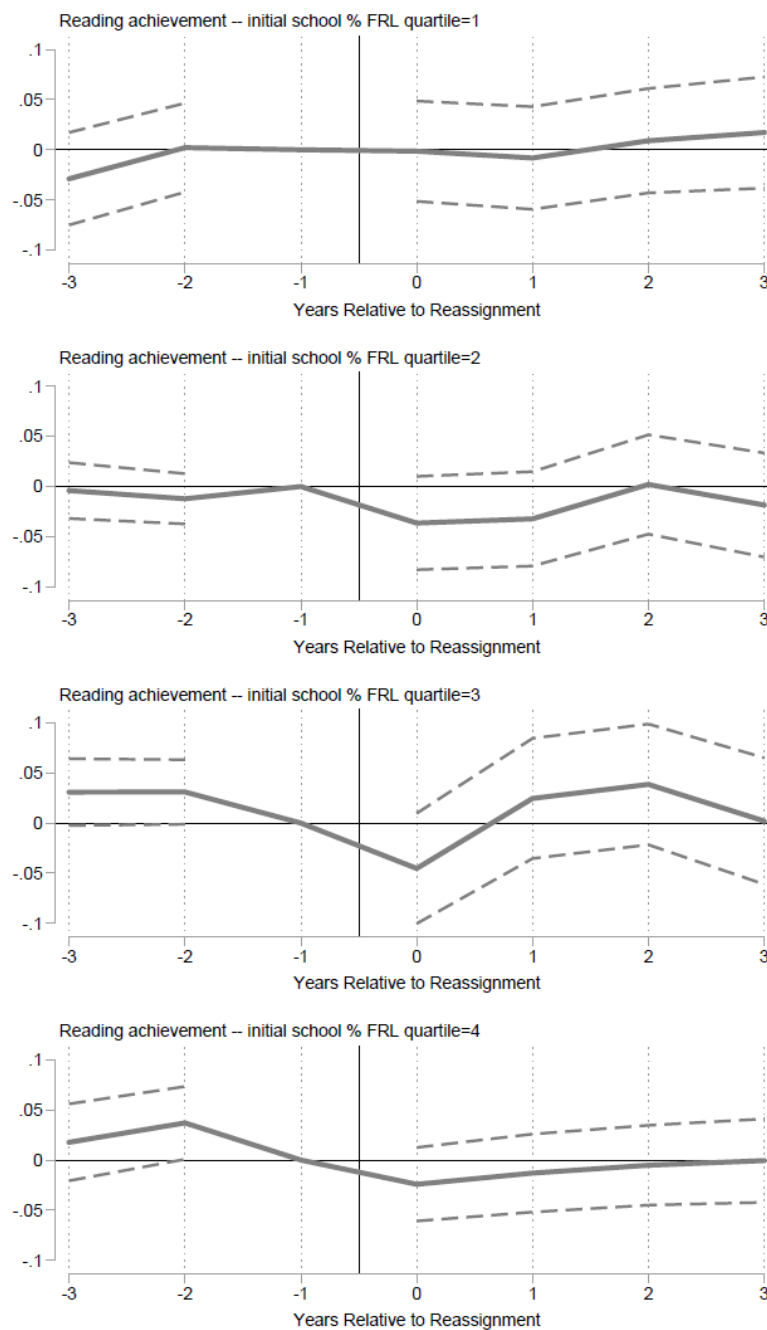 Reading achievement -- initial school % FRL quartile=1
.1
.05
0
-.05
-.1
-3 -2 -1 0 1 2 3
Years Relative to Reassignment
Reading achievement -- initial school % FRL quartile=2
.1
.05
0
-.05
-.1
-3 -2 -1 0 1 2 3
Years Relative to Reassignment
Reading achievement -- initial school % FRL quartile=3
.1
.05
0
-.05
-.1
-3 -2 -1 0 1 2 3
Years Relative to Reassignment
Reading achievement -- initial school % FRL quartile=4
.1
.05
0
-.05
-.1
-3 -2 -1 0 1 2 3
Years Relative to Reassignment